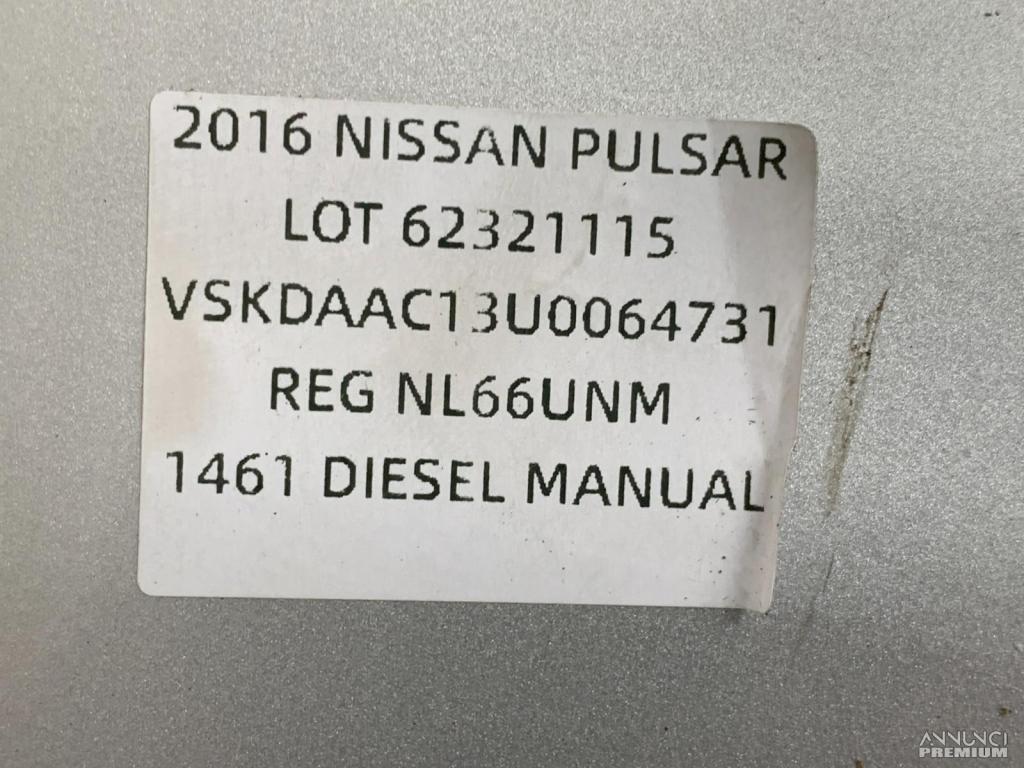 2016 NISSAN PULSAR
LOT 62321115
VSKDAAC13U0064731
REG NL66UNM
1461 DIESEL MANUAL
ANNUNCI
PREMIUM